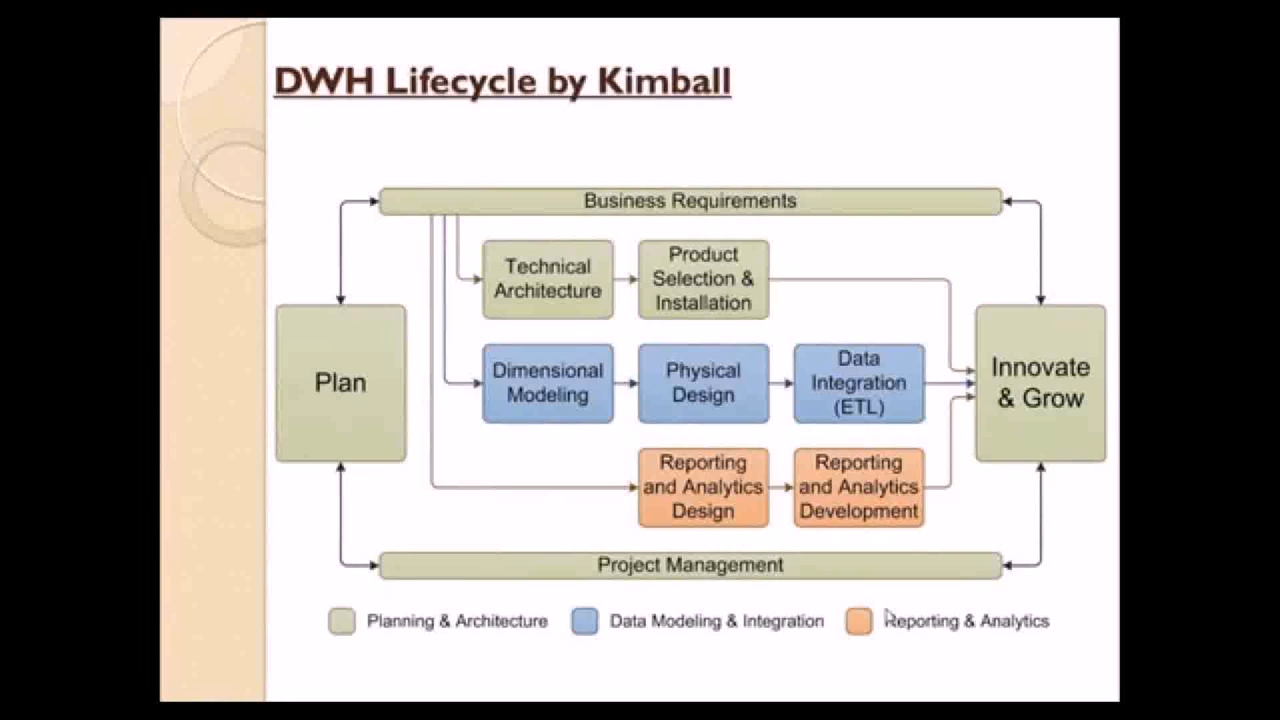 DWH Lifecycle by Kimball
Business Requirements
Technical
Architecture
Product
Selection &
Installation
Plan
Dimensional
Modeling
Physical
Design
Data
Integration
(ETL)
Innovate
& Grow
Reporting
and Analytics
Design
Reporting
and Analytics
Development
Project Management
Planning & Architecture
Data Modeling & Integration
Reporting & Analytics